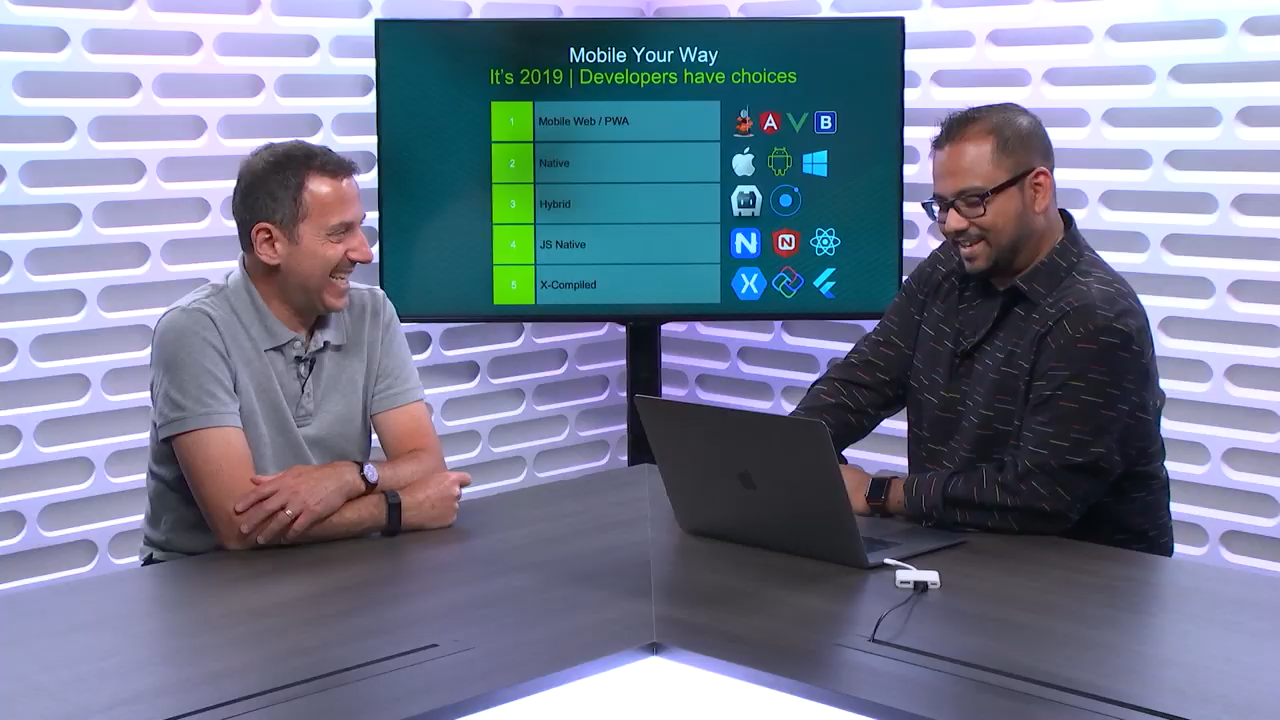 Mobile Your Way
It's 2019 | Developers have choices
1 Mobile Web / PWA
A B
2 Native
3 Hybrid
4 JS Native
N N
5 X-Compiled
X